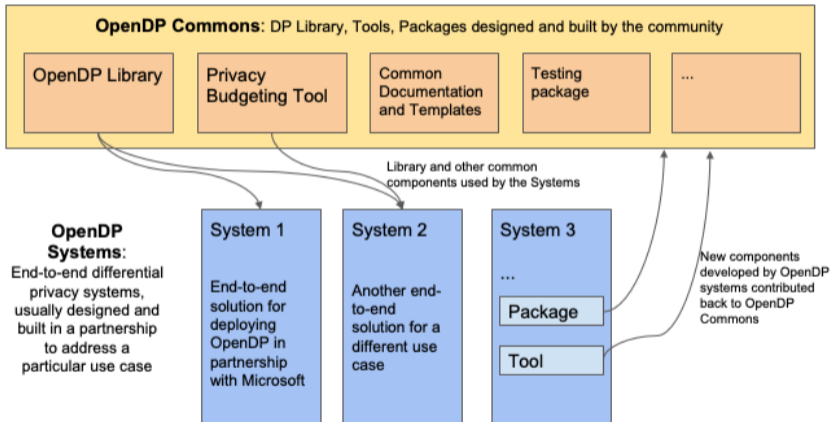 OpenDP Commons: DP Library, Tools, Packages designed and built by the community
OpenDP Library
Privacy
Budgeting Tool
Common
Documentation
and Templates
Testing
package
...
Library and other common
components used by the Systems
OpenDP
Systems:
End-to-end differential
privacy systems,
usually designed and
built in a partnership
to address a
particular use case
System 1
End-to-end
solution for
deploying
OpenDP in
partnership
with Microsoft
System 2
Another end-
to-end
solution for a
different use
case
System 3
...
Package
Tool
New components
developed by OpenDP
systems contributed
back to OpenDP
Commons